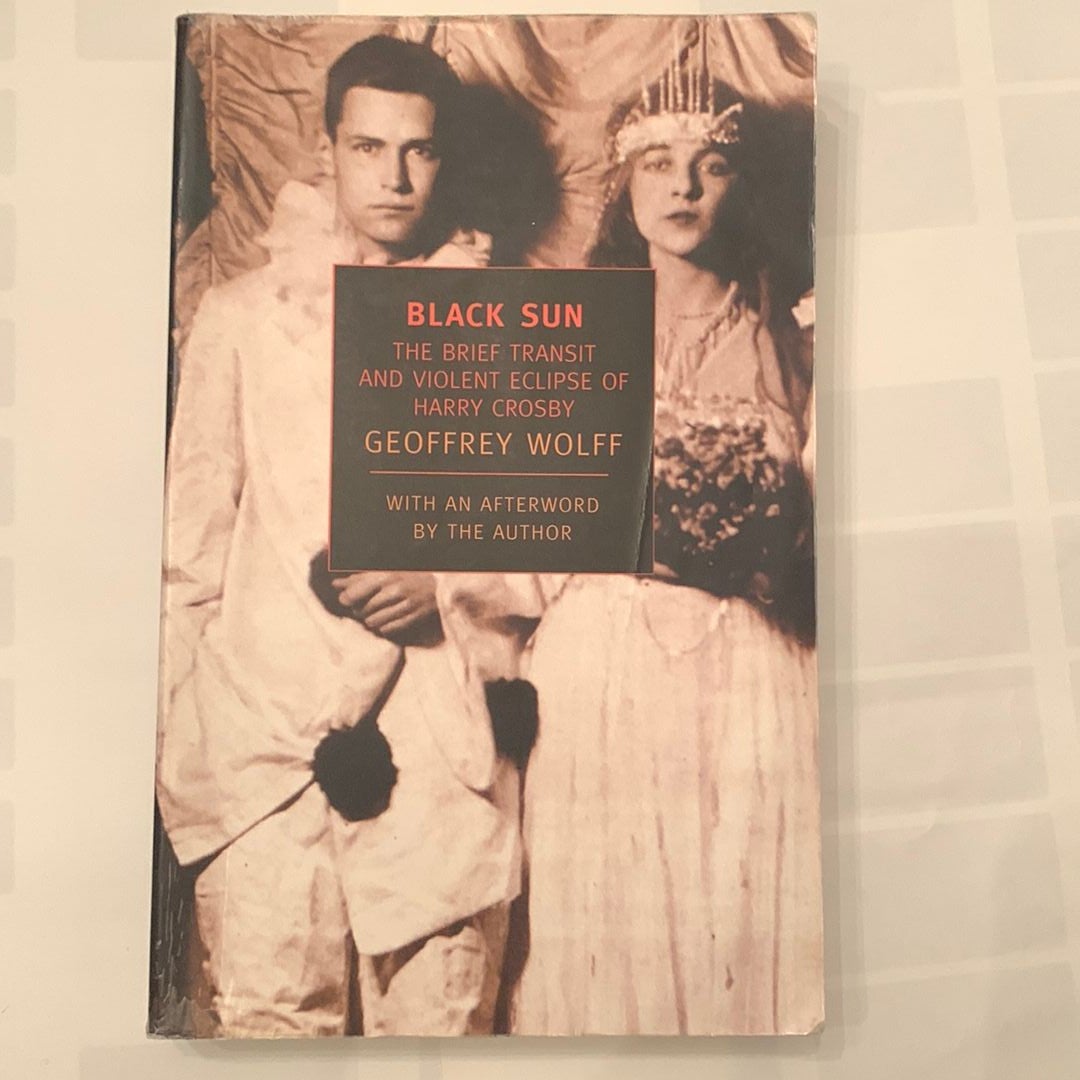 BLACK SUN
THE BRIEF TRANSIT
AND VIOLENT ECLIPSE OF
HARRY CROSBY
GEOFFREY WOLFF
WITH AN AFTERWORD
BY THE AUTHOR